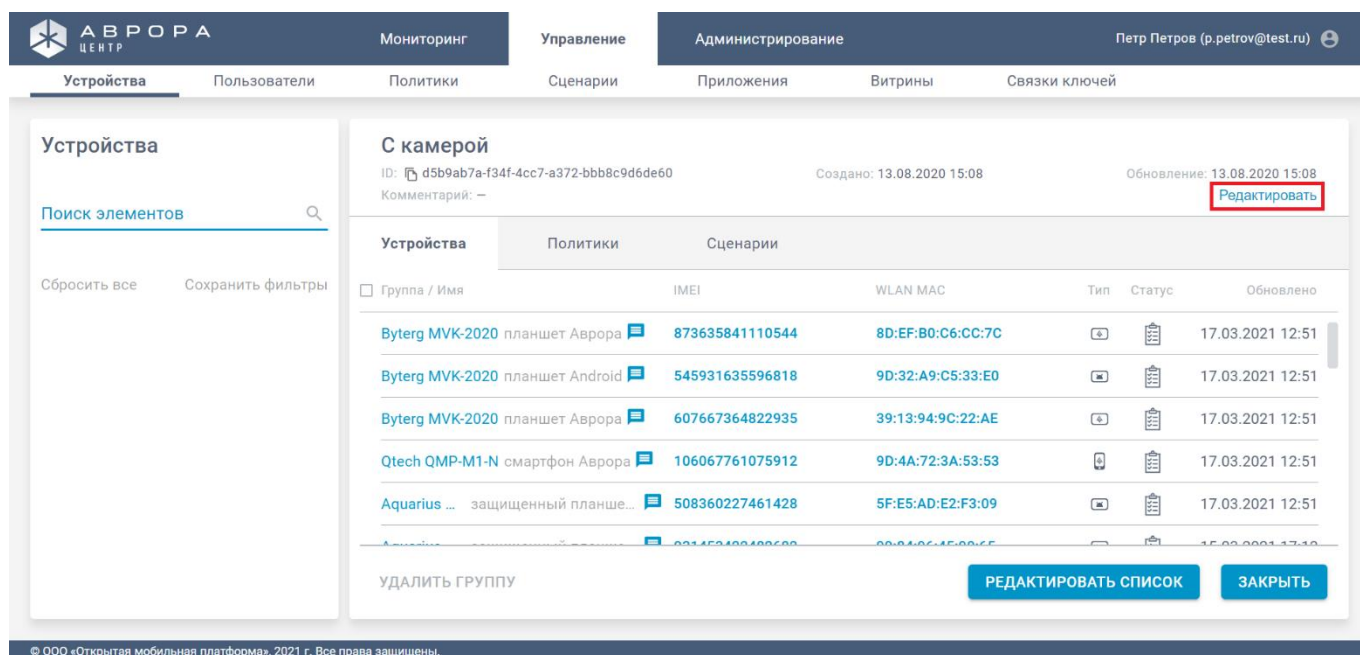 АВРОРА
ЦЕНТР
Мониторинг Управление Администрирование Петр Петров (p.petrov@test.ru)
Устройства Пользователи Политики Сценарии Приложения Витрины Связки ключей
Устройства
Поиск элементов
Сбросить все Сохранить фильтры
С камерой
ID: d5b9ab7a-f34f-4cc7-a372-bbb8c9d6de60 Создано: 13.08.2020 15:08 Обновление: 13.08.2020 15:08
Комментарий: — Редактировать
Устройства Политики Сценарии
Группа / Имя IMEI WLAN MAC Тип Статус Обновлено
Byterg MVK-2020 планшет Аврора 873635841110544 8D:EF:B0:C6:CC:7C 17.03.2021 12:51
Byterg MVK-2020 планшет Android 545931635596818 9D:32:A9:C5:33:E0 17.03.2021 12:51
Byterg MVK-2020 планшет Аврора 607667364822935 39:13:94:9C:22:AE 17.03.2021 12:51
Qtech QMP-M1-N смартфон Аврора 106067761075912 9D:4A:72:3A:53:53 17.03.2021 12:51
Aquarius ... защищенный планше... 508360227461428 5F:E5:AD:E2:F3:09 17.03.2021 12:51
УДАЛИТЬ ГРУППУ РЕДАКТИРОВАТЬ СПИСОК ЗАКРЫТЬ
© ООО «Открытая мобильная платформа», 2021 г. Все права защищены.